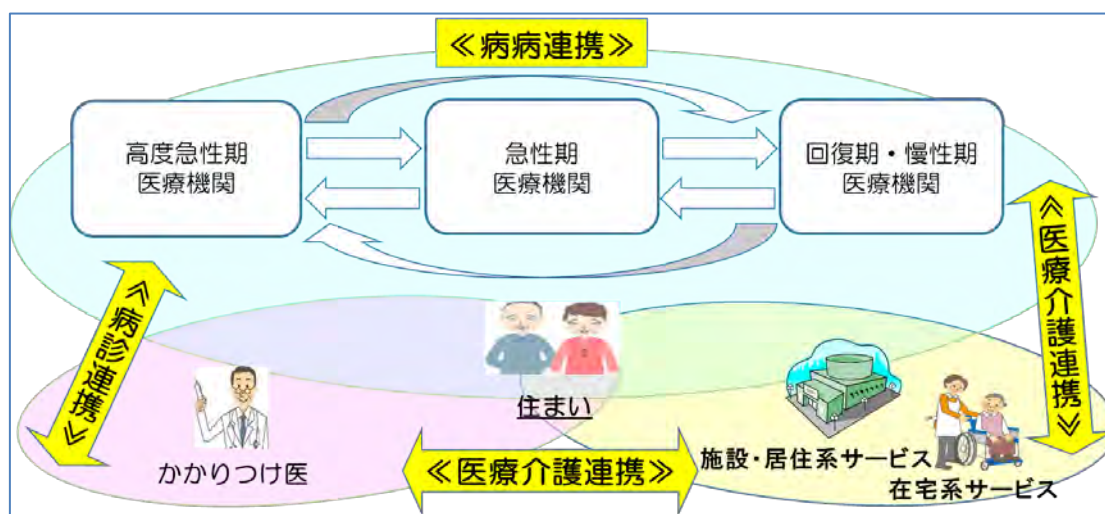 ≪病病連携≫
高度急性期
医療機関
急性期
医療機関
回復期・慢性期
医療機関
≪病診連携≫
≪医療介護連携≫
住まい
かかりつけ医
≪医療介護連携≫
施設・居住系サービス
在宅系サービス